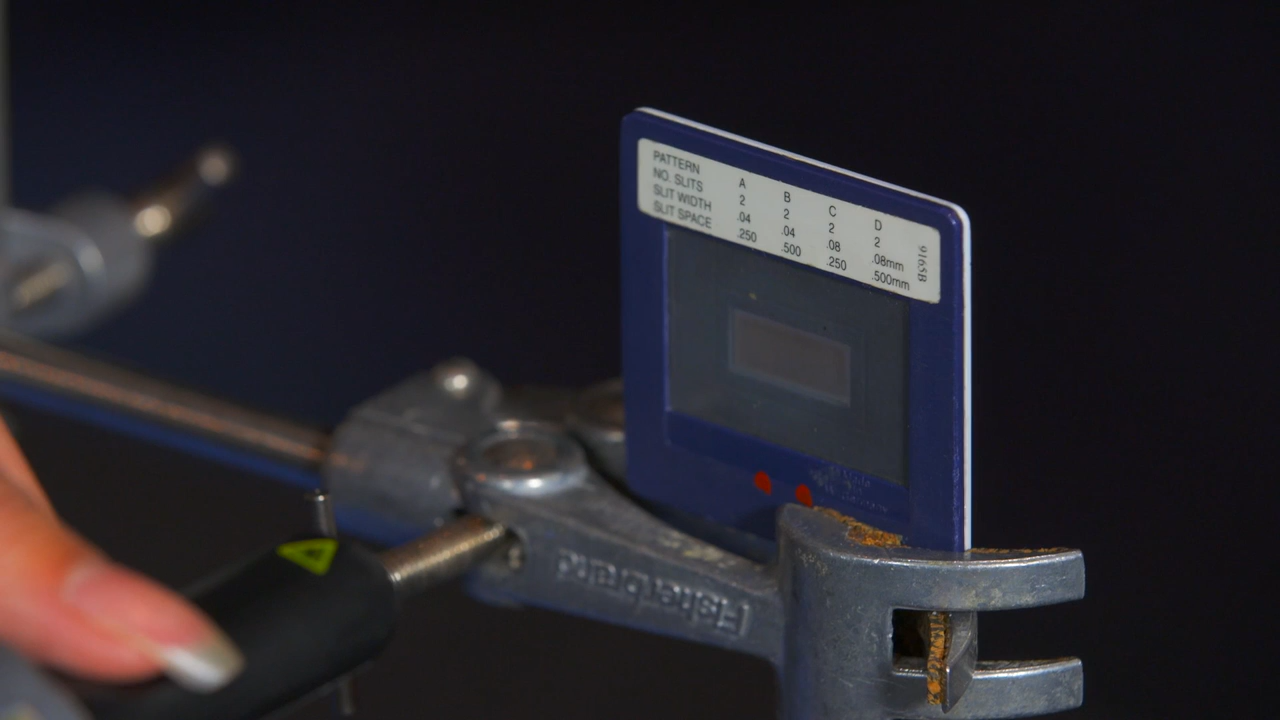 PATTERN A B C D
NO. SLITS 2 2 2 2
SLIT WIDTH .04 .04 .08 .08mm
SLIT SPACE .250 .500 .250 .500mm
9165B
Fisherbrand